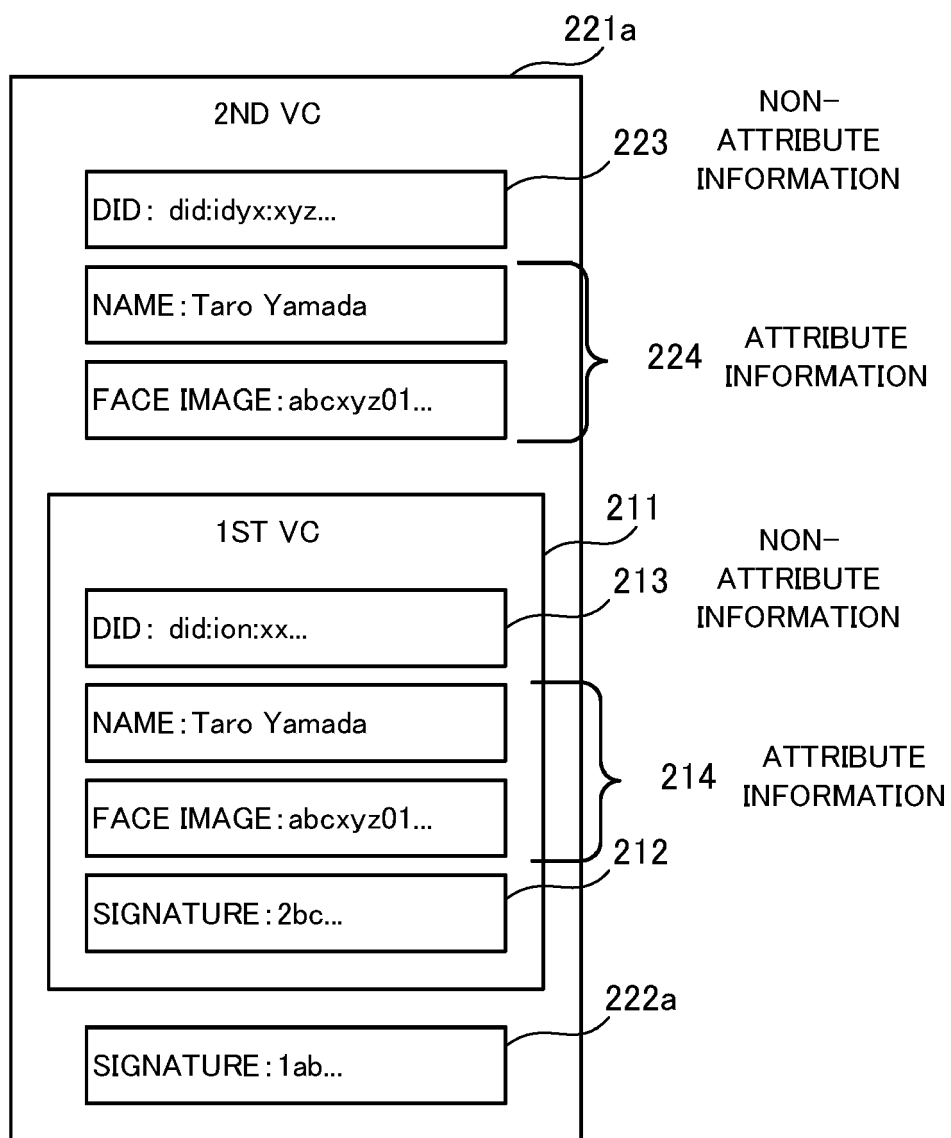 221a
2ND VC
NON-
ATTRIBUTE
INFORMATION
223
DID: did:idyx:xyz...
NAME:Taro Yamada
224
ATTRIBUTE
INFORMATION
FACE IMAGE:abcxyz01...
211
1ST VC
NON-
ATTRIBUTE
INFORMATION
213
DID: did:ion:xx...
NAME:Taro Yamada
214
ATTRIBUTE
INFORMATION
FACE IMAGE:abcxyz01...
212
SIGNATURE:2bc...
222a
SIGNATURE:1ab...